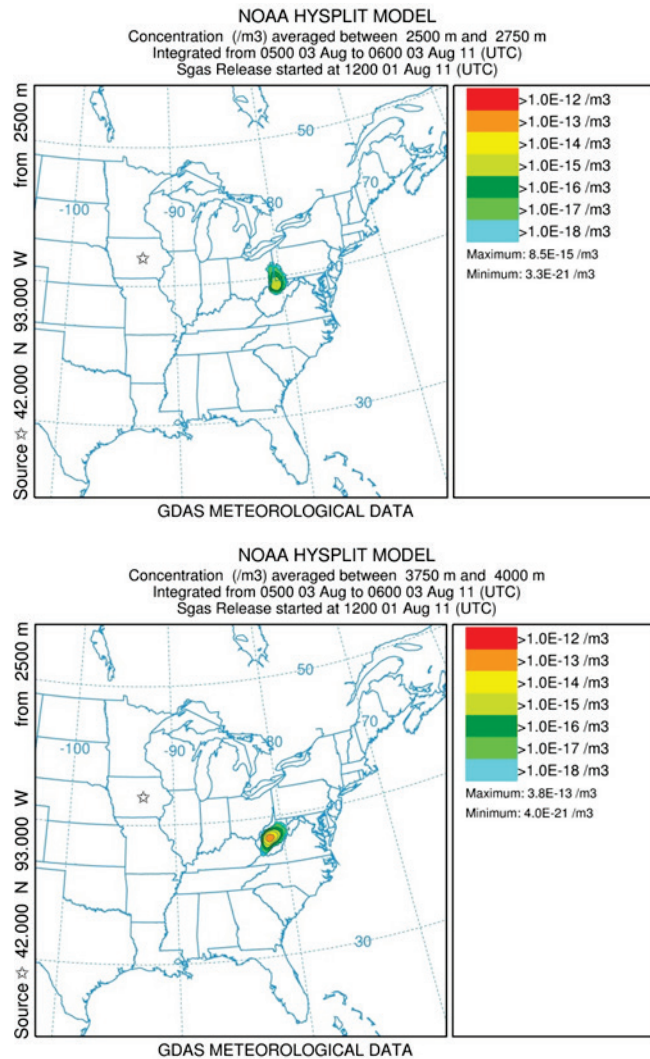 NOAA HYSPLIT MODEL
Concentration (/m3) averaged between 2500 m and 2750 m
Integrated from 0500 03 Aug to 0600 03 Aug 11 (UTC)
Sgas Release started at 1200 01 Aug 11 (UTC)
Source ☆ 42.000 N 93.000 W from 2500 m
50
70
-100
-90
-80
30
>1.0E-12 /m3
>1.0E-13 /m3
>1.0E-14 /m3
>1.0E-15 /m3
>1.0E-16 /m3
>1.0E-17 /m3
>1.0E-18 /m3
Maximum: 8.5E-15 /m3
Minimum: 3.3E-21 /m3
GDAS METEOROLOGICAL DATA
NOAA HYSPLIT MODEL
Concentration (/m3) averaged between 3750 m and 4000 m
Integrated from 0500 03 Aug to 0600 03 Aug 11 (UTC)
Sgas Release started at 1200 01 Aug 11 (UTC)
Source ☆ 42.000 N 93.000 W from 2500 m
50
70
-100
-90
-80
30
>1.0E-12 /m3
>1.0E-13 /m3
>1.0E-14 /m3
>1.0E-15 /m3
>1.0E-16 /m3
>1.0E-17 /m3
>1.0E-18 /m3
Maximum: 3.8E-13 /m3
Minimum: 4.0E-21 /m3
GDAS METEOROLOGICAL DATA